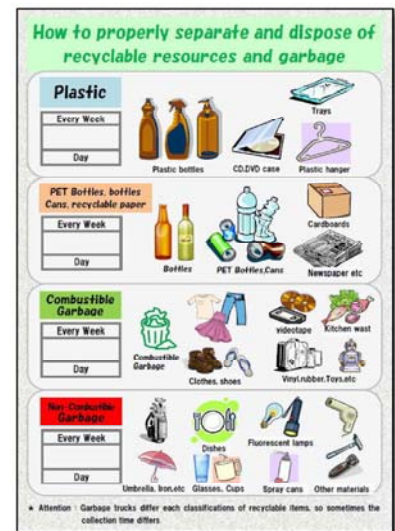 How to properly separate and dispose of
recyclable resources and garbage
Plastic
Every Week
Day
Plastic bottles
CD.DVD case
Trays
Plastic hanger
PET Bottles, bottles
Cans, recyclable paper
Every Week
Day
Bottles
PET Bottles,Cans
Cardboards
Newspaper etc
Combustible
Garbage
Every Week
Day
Combustible
Garbage
Clothes, shoes
videotape
Kitchen wast
Vinyl.rubber.Toys.etc
Non-Combustible
Garbage
Every Week
Day
Umbrella, Iron,etc
Dishes
Glasses, Cups
Fluorescent lamps
Spray cans
Other materials
★ Attention : Garbage trucks differ each classifications of recyclable items, so sometimes the
collection time differs